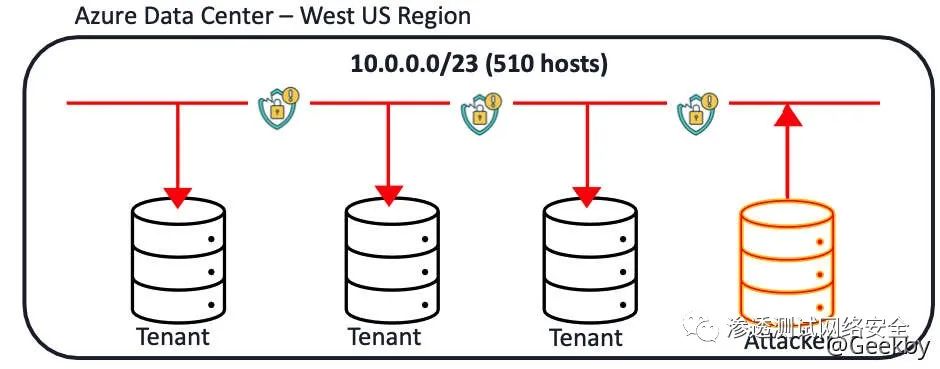 Azure Data Center – West US Region
10.0.0.0/23 (510 hosts)
Tenant
Tenant
Tenant
Attacker
渗透测试网络安全
@Geekby